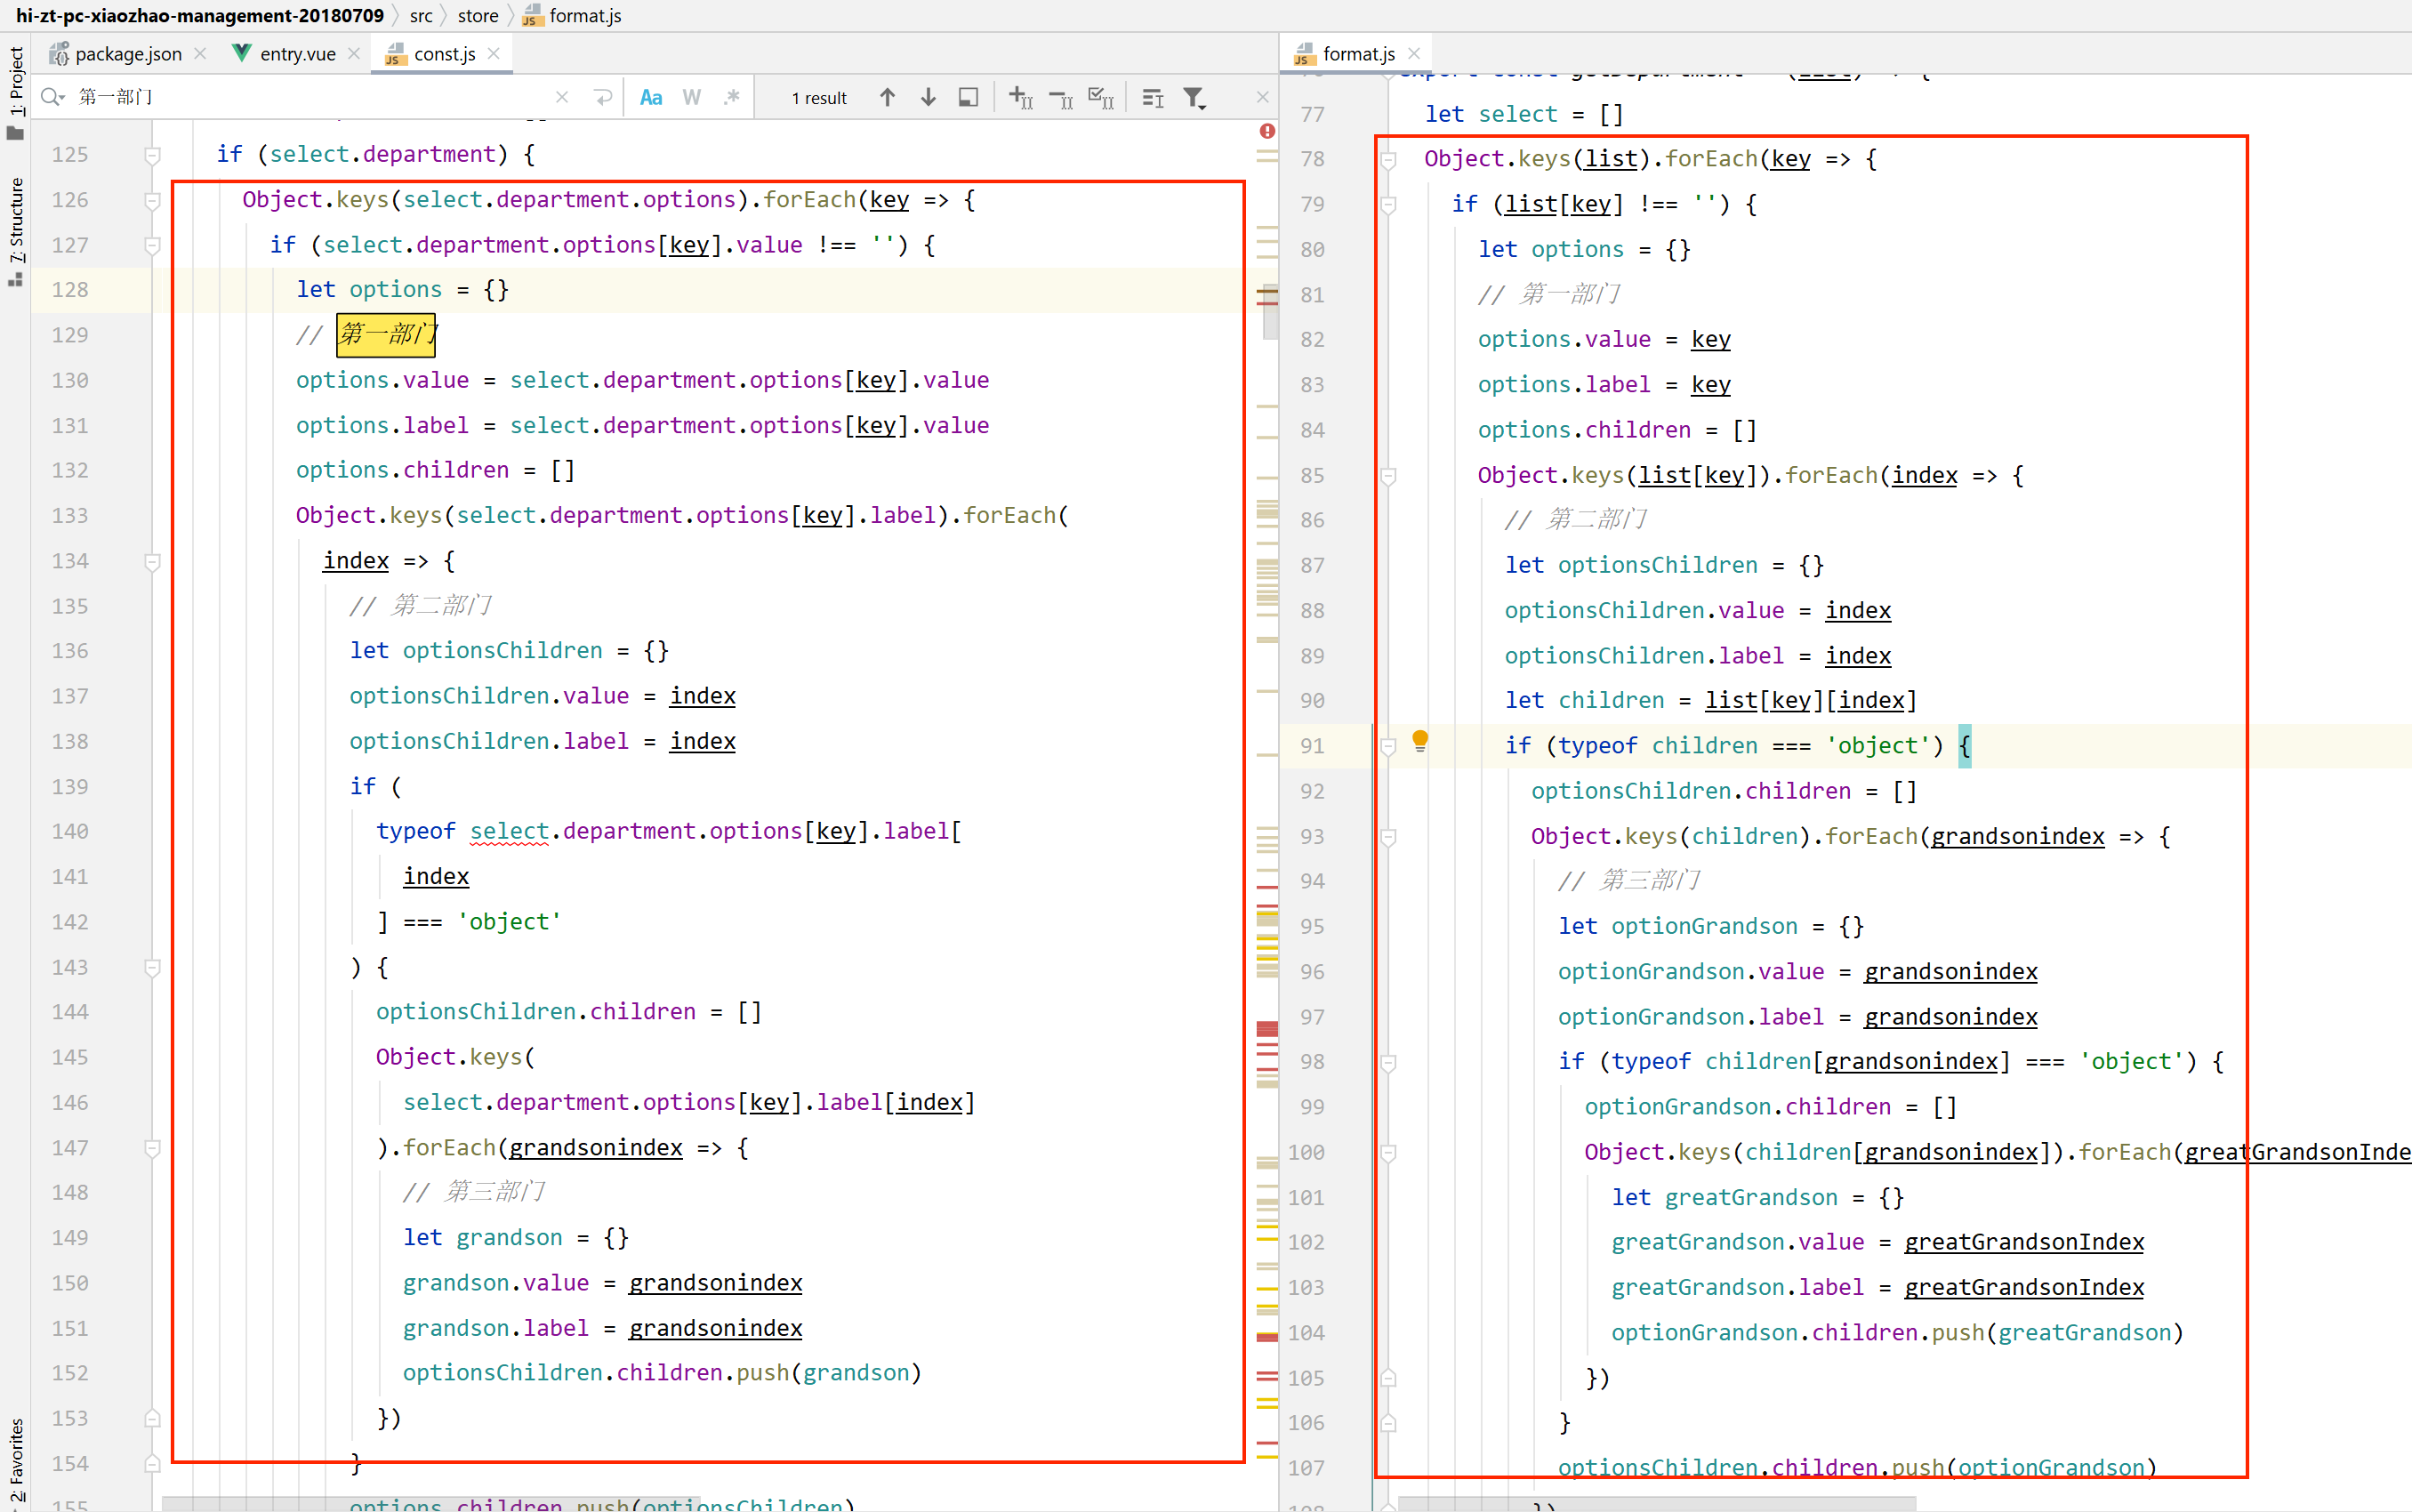 hi-zt-pc-xiaozhao-management-20180709 src store format.js
1: Project
7: Structure
2: Favorites
package.json
entry.vue
const.js
第一部门
Aa W .*
1 result
125 if (select.department) {
126 Object.keys(select.department.options).forEach(key => {
127 if (select.department.options[key].value !== '') {
128 let options = {}
129 // 第一部门
130 options.value = select.department.options[key].value
131 options.label = select.department.options[key].value
132 options.children = []
133 Object.keys(select.department.options[key].label).forEach(
134 index => {
135 // 第二部门
136 let optionsChildren = {}
137 optionsChildren.value = index
138 optionsChildren.label = index
139 if (
140 typeof select.department.options[key].label[
141 index
142 ] === 'object'
143 ) {
144 optionsChildren.children = []
145 Object.keys(
146 select.department.options[key].label[index]
147 ).forEach(grandsonindex => {
148 // 第三部门
149 let grandson = {}
150 grandson.value = grandsonindex
151 grandson.label = grandsonindex
152 optionsChildren.children.push(grandson)
153 })
154 }
155 options.children.push(optionsChildren)
format.js
export const getDepartment (list) {
77 let select = []
78 Object.keys(list).forEach(key => {
79 if (list[key] !== '') {
80 let options = {}
81 // 第一部门
82 options.value = key
83 options.label = key
84 options.children = []
85 Object.keys(list[key]).forEach(index => {
86 // 第二部门
87 let optionsChildren = {}
88 optionsChildren.value = index
89 optionsChildren.label = index
90 let children = list[key][index]
91 if (typeof children === 'object') {
92 optionsChildren.children = []
93 Object.keys(children).forEach(grandsonindex => {
94 // 第三部门
95 let optionGrandson = {}
96 optionGrandson.value = grandsonindex
97 optionGrandson.label = grandsonindex
98 if (typeof children[grandsonindex] === 'object') {
99 optionGrandson.children = []
100 Object.keys(children[grandsonindex]).forEach(greatGrandsonInde
101 let greatGrandson = {}
102 greatGrandson.value = greatGrandsonIndex
103 greatGrandson.label = greatGrandsonIndex
104 optionGrandson.children.push(greatGrandson)
105 })
106 }
107 optionsChildren.children.push(optionGrandson)
108 })